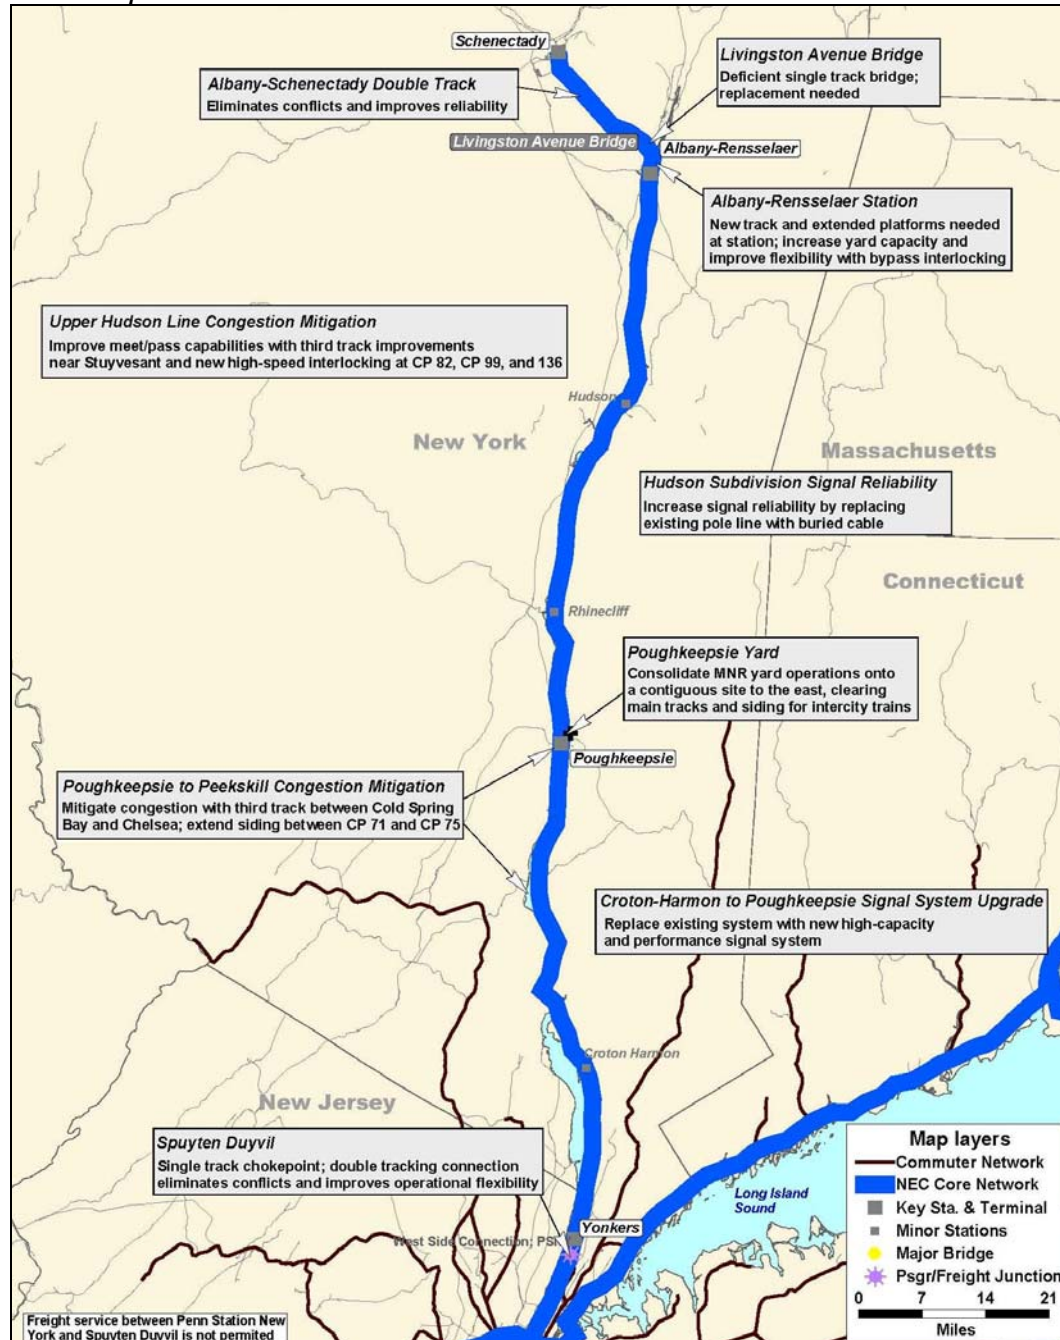 Schenectady
Livingston Avenue Bridge
Deficient single track bridge;
replacement needed
Albany-Schenectady Double Track
Eliminates conflicts and improves reliability
Livingston Avenue Bridge
Albany-Rensselaer
Albany-Rensselaer Station
New track and extended platforms needed
at station; increase yard capacity and
improve flexibility with bypass interlocking
Upper Hudson Line Congestion Mitigation
Improve meet/pass capabilities with third track improvements
near Stuyvesant and new high-speed interlocking at CP 82, CP 99, and 136
Hudson
New York
Massachusetts
Hudson Subdivision Signal Reliability
Increase signal reliability by replacing
existing pole line with buried cable
Connecticut
Rhinecliff
Poughkeepsie Yard
Consolidate MNR yard operations onto
a contiguous site to the east, clearing
main tracks and siding for intercity trains
Poughkeepsie
Poughkeepsie to Peekskill Congestion Mitigation
Mitigate congestion with third track between Cold Spring
Bay and Chelsea; extend siding between CP 71 and CP 75
Croton-Harmon to Poughkeepsie Signal System Upgrade
Replace existing system with new high-capacity
and performance signal system
Croton Harmon
New Jersey
Spuyten Duyvil
Single track chokepoint; double tracking connection
eliminates conflicts and improves operational flexibility
Long Island
Sound
Yonkers
West Side Connection; PS
Map layers
Commuter Network
NEC Core Network
Key Sta. & Terminal
Minor Stations
Major Bridge
Psgr/Freight Junction
0 7 14 21
Miles
Freight service between Penn Station New
York and Spuyten Duyvil is not permited